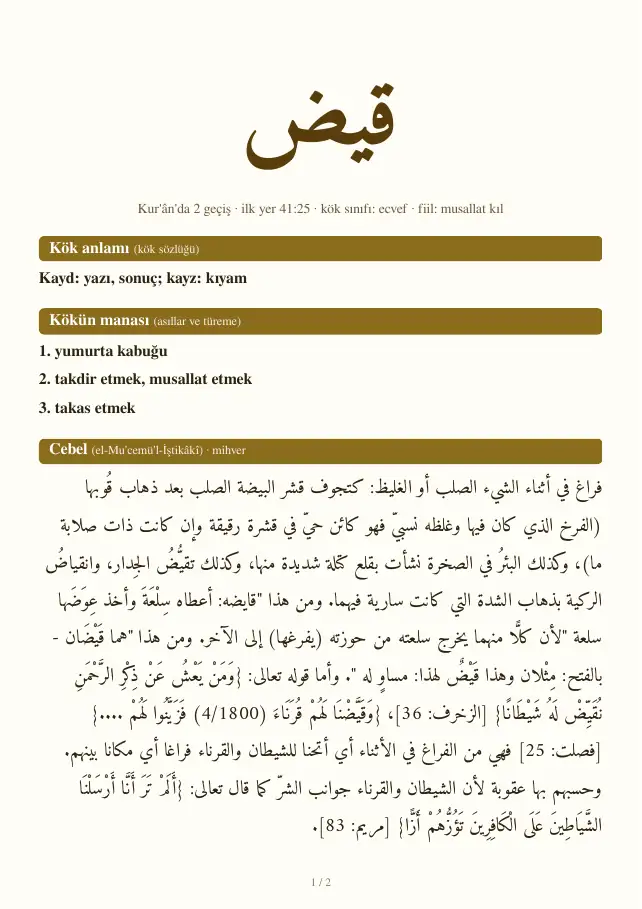 قيض
Kur'ân'da 2 geçiş · ilk yer 41:25 · kök sınıfı: ecvef · fiil: musallat kıl
Kök anlamı (kök sözlüğü)
Kayd: yazı, sonuç; kayz: kıyam
Kökün manası (asıllar ve türeme)
1. yumurta kabuğu
2. takdir etmek, musallat etmek
3. takas etmek
Cebel (el-Mu'cemü'l-İştikâkî) · mihver
فراغ في أثناء الشيء الصلب أو الغليظ: كتجوف قشر البيضة الصلب بعد ذهاب قُوبها
(الفرخ الذي كان فيها وغلظه نسبيّ فهو كائن حيّ في قشرة رقيقة وإن كانت ذات صلابة
ما)، وكذلك البئرُ في الصخرة نشأت بقلع كتلة شديدة منها، وكذلك تقيُّضُ الجدار، وانقياضُ
الركية بذهاب الشدة التي كانت سارية فيهما. ومن هذا "قايضه: أعطاه سِلْعَةَ وأخذ عِوَضَها
سلعة "لأن كلًّا منهما يخرج سلعته من حوزته (يفرغها) إلى الآخر. ومن هذا "هما قَيْضَان -
بالفتح: مِثْلان وهذا قَيْضٌ لهذا: مساوٍ له ". وأما قوله تعالى: {وَمَنْ يَعْشُ عَنْ ذِكْرِ الرَّحْمَنِ
نُقَيِّضْ لَهُ شَيْطَانًا} [الزخرف: 36]، {وَقَيَّضْنَا لَهُمْ قُرَنَاءَ (4/1800) فَزَيَّنُوا لَهُمْ ....}
[فصلت: 25] فهي من الفراغ في الأثناء أي أتحنا للشيطان والقرناء فراغا أي مكانا بينهم.
وحسبهم بها عقوبة لأن الشيطان والقرناء جوانب الشرّ كما قال تعالى: {أَلَمْ تَرَ أَنَّا أَرْسَلْنَا
الشَّيَاطِينَ عَلَى الْكَافِرِينَ تَؤُزُّهُمْ أَزًّا} [مريم: 83].
1 / 2